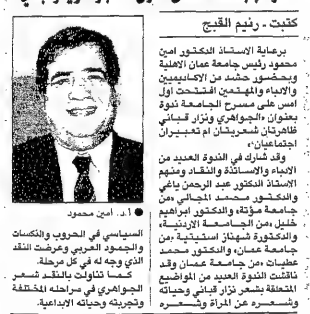 كتبت - رنيم القبج
برعاية الاستاذ الدكتور امين
محمود رئيس جامعة عمان الاهلية
وبحضور حشد من الاكاديميين
والادباء والمهتمين افتتحت اول
امس على مسرح الجامعة ندوة
بعنوان «الجواهري ونزار قباني
ظاهرتان شعريتان ام تعبيران
اجتماعيان»
وقد شارك في الندوة العديد من
الادباء والاساتذة والنقاد ومنهم
الاستاذ الدكتور عبد الرحمن ياغي
والدكتور محمد المجالي «من
جامعة مؤتة» والدكتور ابراهيم
خليل «من الجامعة الاردنية»
والدكتورة شهناز استيتية «من
جامعة عمان» والدكتور محمد
عطيات «من جامعة عمان وقد
ناقشت الندوة العديد من المواضيع
المتعلقة بشعر نزار قباني وحياته
وشعره عن المرأة وشعره
● أ.د. امين محمود
السياسي في الحروب والنكسات
والجمود العربي وعرضت النقد
الذي وجه له في كل مرحلة.
كما تناولت بالنقد شعر
الجواهري في مراحله المختلفة
وتجربته وحياته الابداعية.